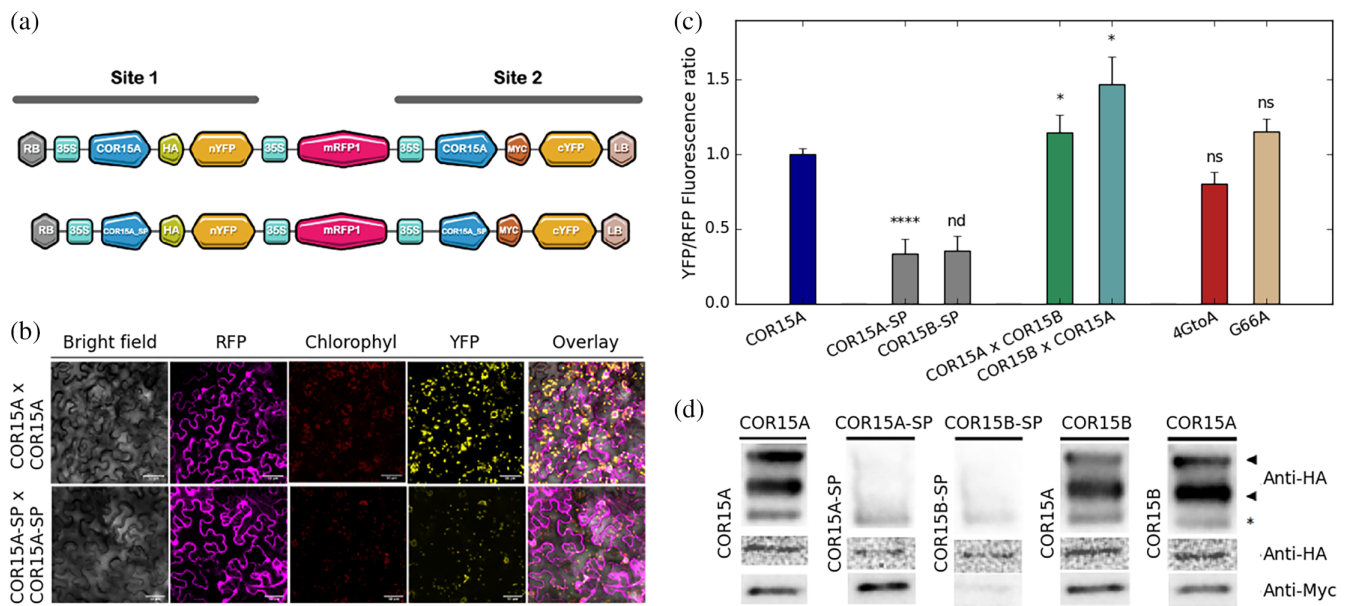 (a)
Site 1
Site 2
RB 35S COR15A HA nYFP 35S mRFP1 35S COR15A MYC cYFP LB
RB 35S COR15A_SP HA nYFP 35S mRFP1 35S COR15A_SP MYC cYFP LB
(b)
Bright field RFP Chlorophyl YFP Overlay
COR15A x
COR15A
COR15A-SP x
COR15A-SP
(c)
YFP/RFP Fluorescence ratio
0.0
0.5
1.0
1.5
**** nd * * ns ns
COR15A
COR15A-SP
COR15B-SP
COR15A x COR15B
COR15B x COR15A
4GtoA
G66A
(d)
COR15A COR15A-SP COR15B-SP COR15B COR15A
COR15A
COR15A-SP
COR15B-SP
COR15A
COR15B
Anti-HA
*
Anti-HA
Anti-Myc